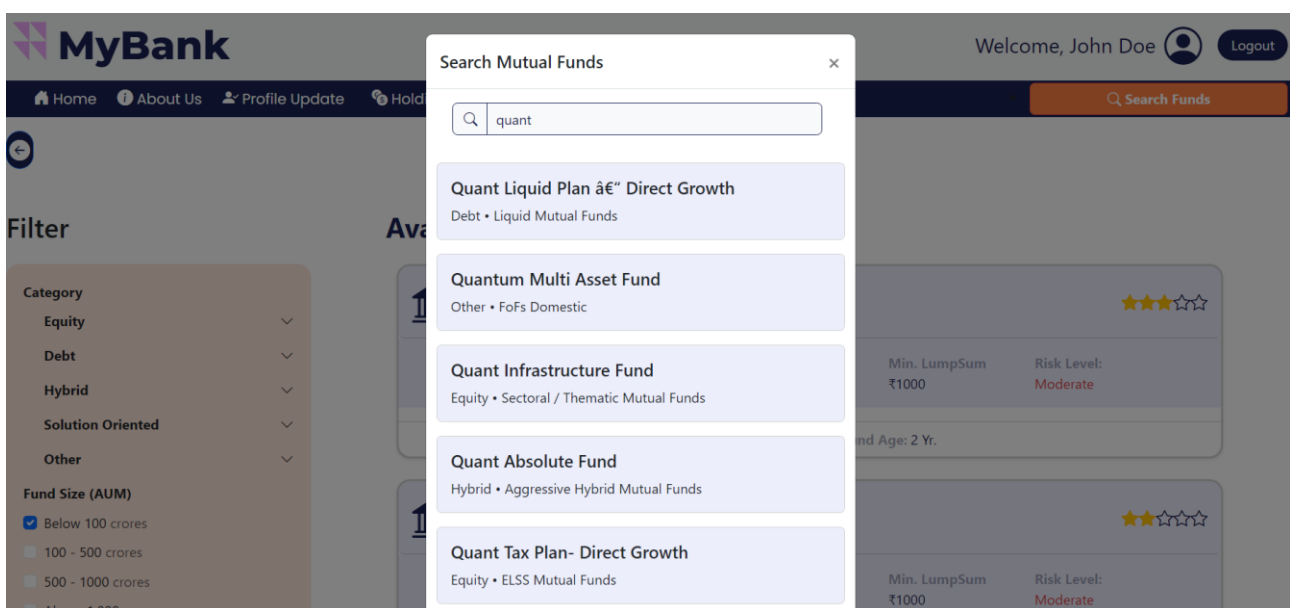 MyBank
Welcome, John Doe
Logout
Home
About Us
Profile Update
Search Funds
Search Mutual Funds
×
quant
Quant Liquid Plan â€“ Direct Growth
Debt • Liquid Mutual Funds
Quantum Multi Asset Fund
Other • FoFs Domestic
Quant Infrastructure Fund
Equity • Sectoral / Thematic Mutual Funds
Quant Absolute Fund
Hybrid • Aggressive Hybrid Mutual Funds
Quant Tax Plan- Direct Growth
Equity • ELSS Mutual Funds
Filter
Category
Equity
Debt
Hybrid
Solution Oriented
Other
Fund Size (AUM)
Below 100 crores
100 - 500 crores
500 - 1000 crores
Min. LumpSum
₹1000
Risk Level:
Moderate
Age: 2 Yr.
Min. LumpSum
₹1000
Risk Level:
Moderate